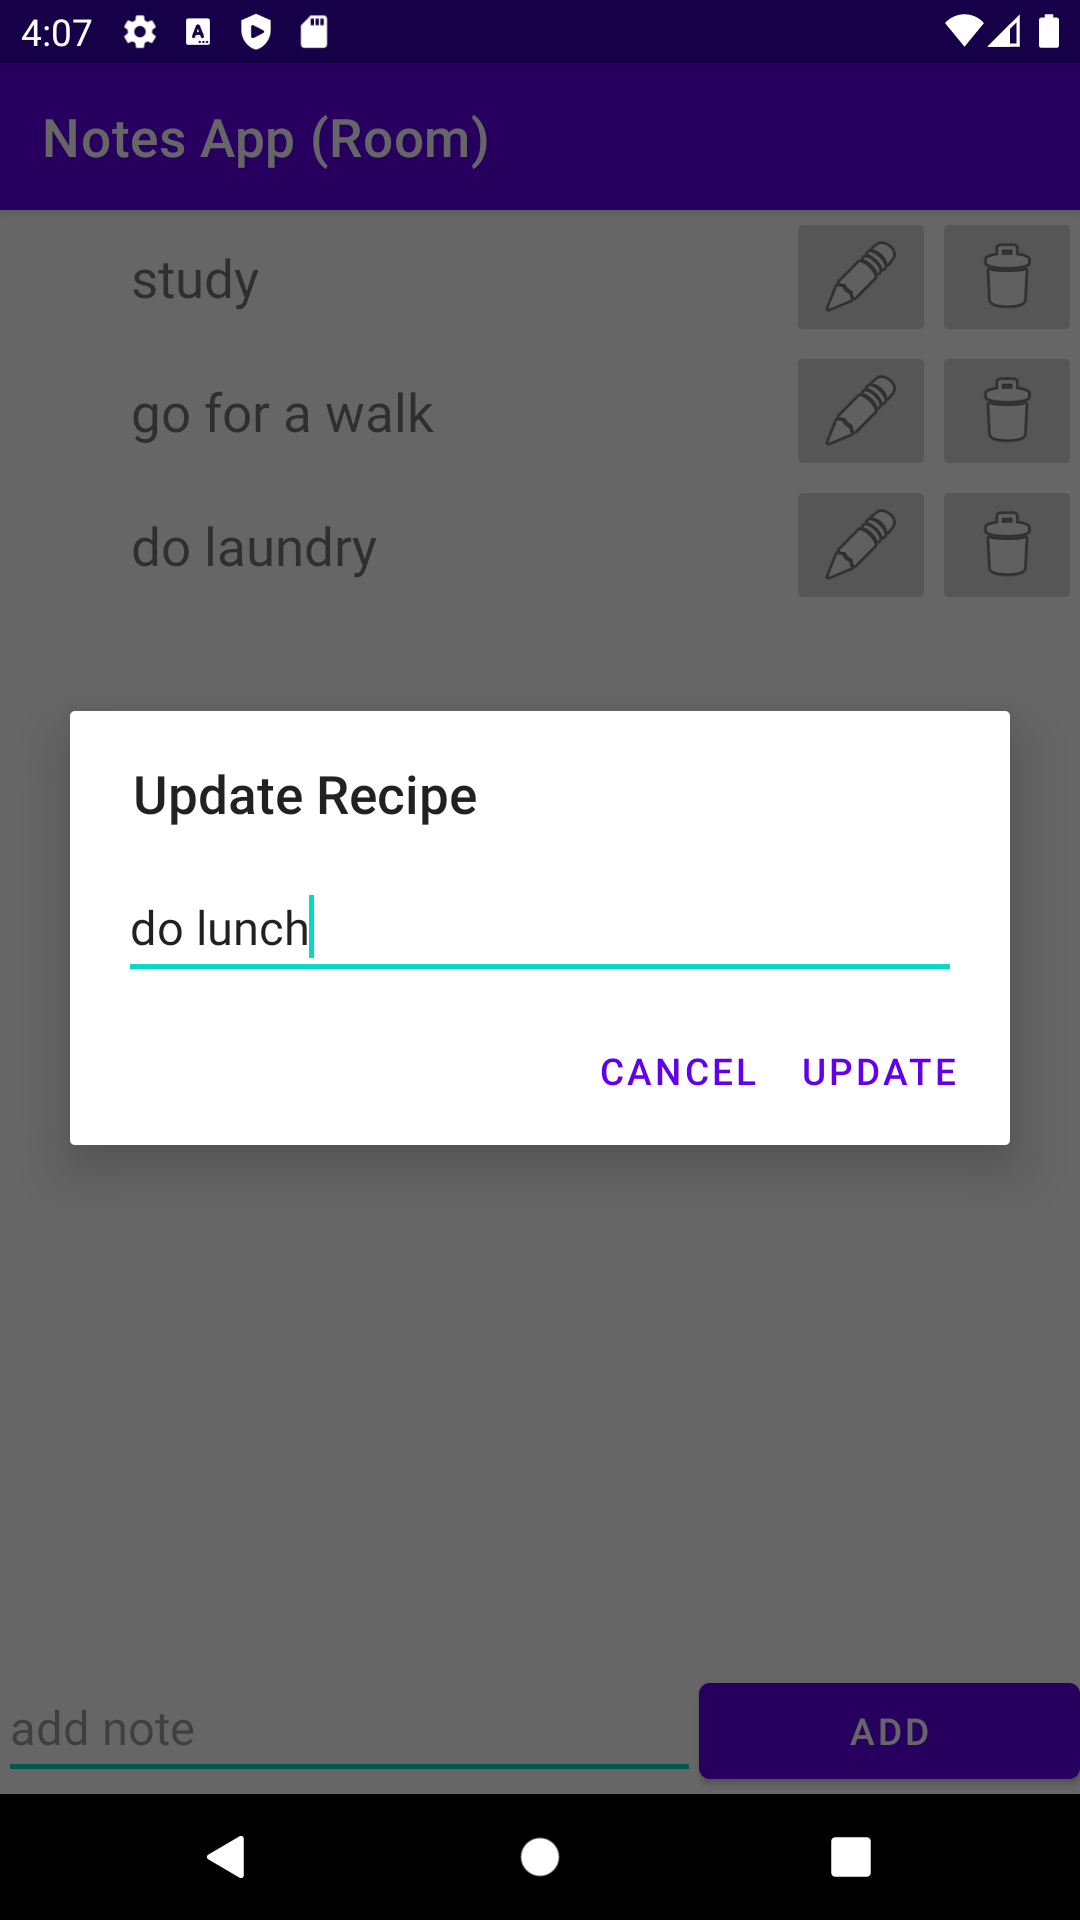 4:07
Notes App (Room)
study
go for a walk
do laundry
Update Recipe
do lunch
CANCEL UPDATE
add note ADD